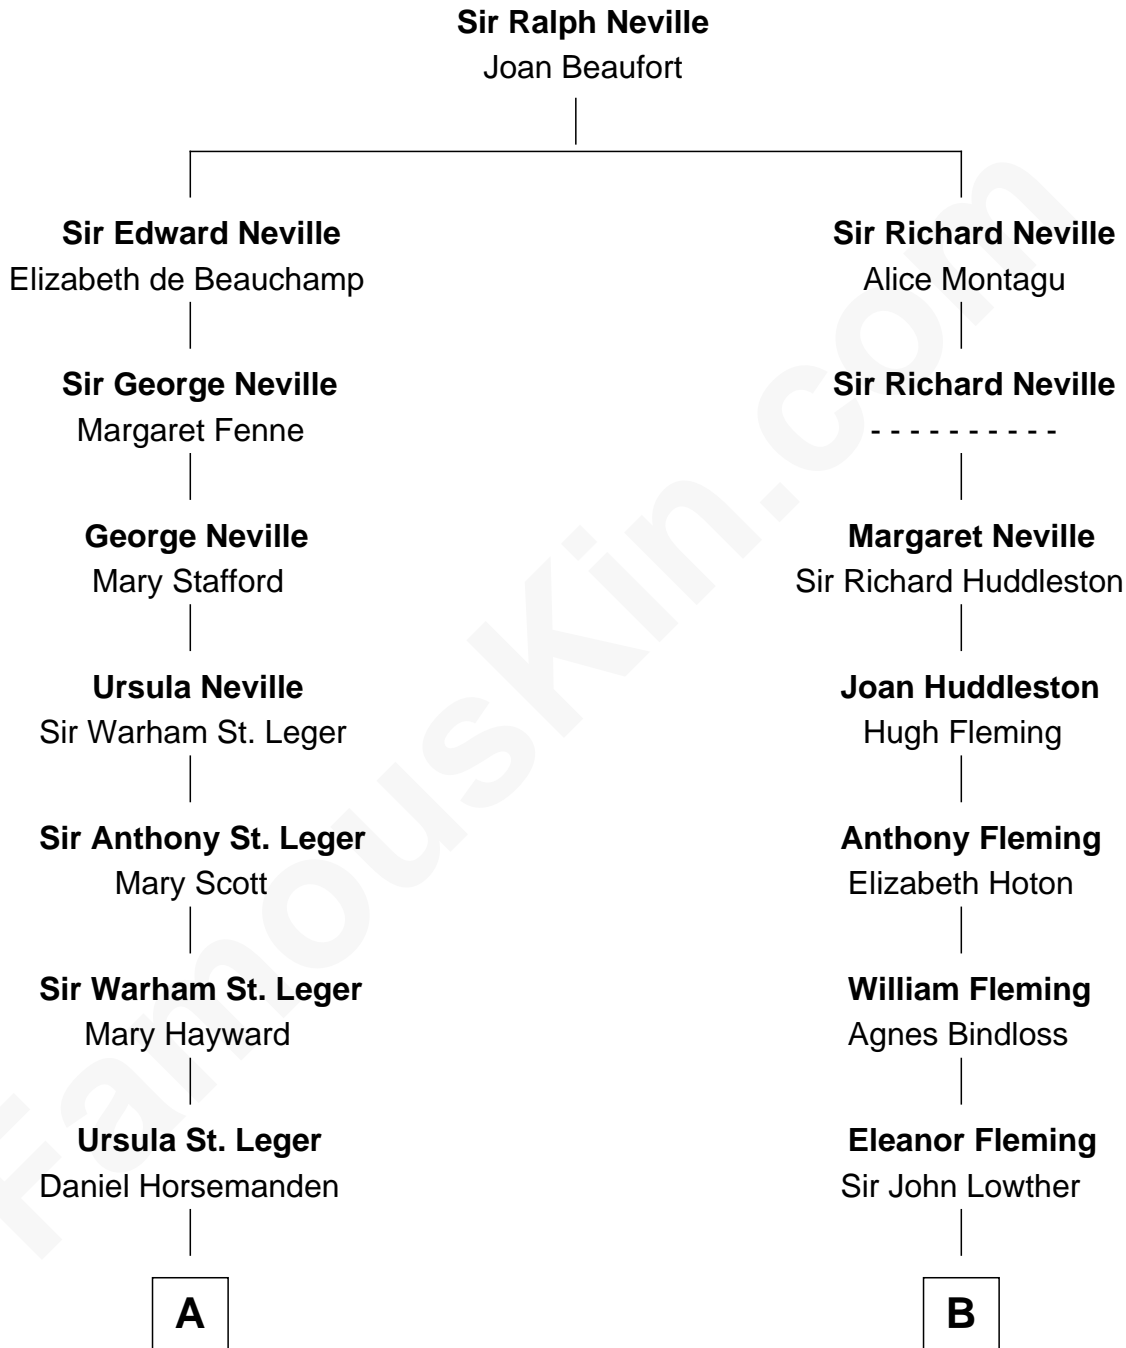 Sir Ralph Neville
Joan Beaufort
Sir Edward Neville
Elizabeth de Beauchamp
Sir Richard Neville
Alice Montagu
Sir George Neville
Margaret Fenne
Sir Richard Neville
- - - - - - - - - -
George Neville
Mary Stafford
Margaret Neville
Sir Richard Huddleston
Ursula Neville
Sir Warham St. Leger
Joan Huddleston
Hugh Fleming
Sir Anthony St. Leger
Mary Scott
Anthony Fleming
Elizabeth Hoton
Sir Warham St. Leger
Mary Hayward
William Fleming
Agnes Bindloss
Ursula St. Leger
Daniel Horsemanden
Eleanor Fleming
Sir John Lowther
A
B
FamousKin.com